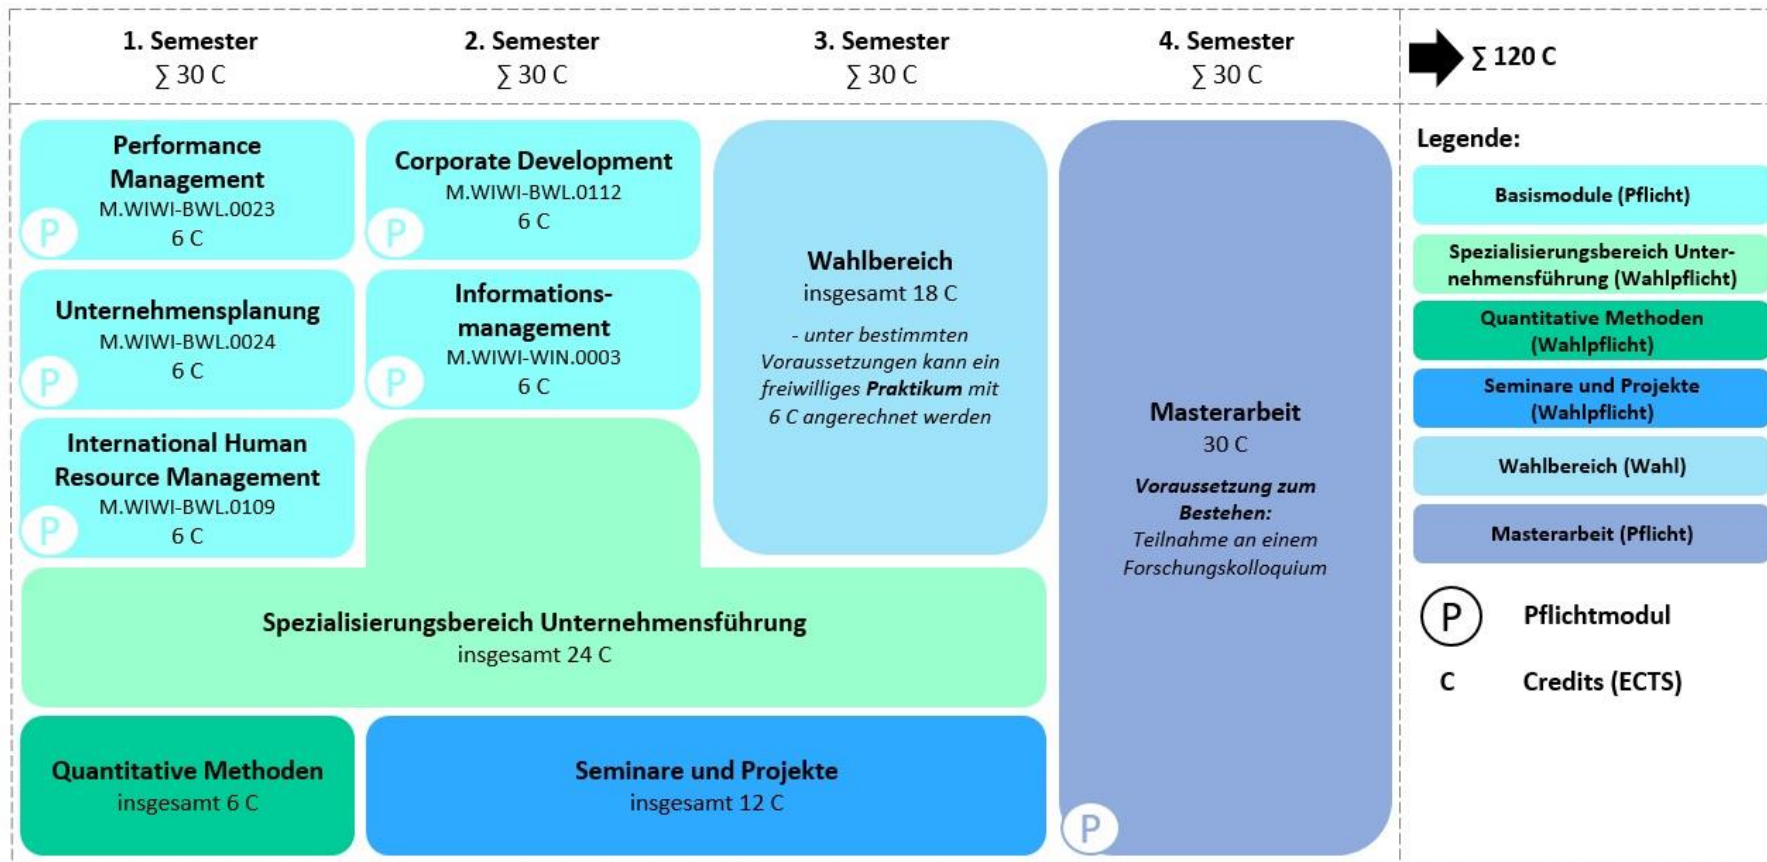 1. Semester
∑ 30 C
2. Semester
∑ 30 C
3. Semester
∑ 30 C
4. Semester
∑ 30 C
∑ 120 C
Performance
Management
M.WIWI-BWL.0023
6 C
P
Unternehmensplanung
M.WIWI-BWL.0024
6 C
P
International Human
Resource Management
M.WIWI-BWL.0109
6 C
P
Corporate Development
M.WIWI-BWL.0112
6 C
P
Informations-
management
M.WIWI-WIN.0003
6 C
P
Wahlbereich
insgesamt 18 C
- unter bestimmten
Voraussetzungen kann ein
freiwilliges Praktikum mit
6 C angerechnet werden
Spezialisierungsbereich Unternehmensführung
insgesamt 24 C
Quantitative Methoden
insgesamt 6 C
Seminare und Projekte
insgesamt 12 C
Masterarbeit
30 C
Voraussetzung zum
Bestehen:
Teilnahme an einem
Forschungskolloquium
P
Legende:
Basismodule (Pflicht)
Spezialisierungsbereich Unter-
nehmensführung (Wahlpflicht)
Quantitative Methoden
(Wahlpflicht)
Seminare und Projekte
(Wahlpflicht)
Wahlbereich (Wahl)
Masterarbeit (Pflicht)
P Pflichtmodul
C Credits (ECTS)